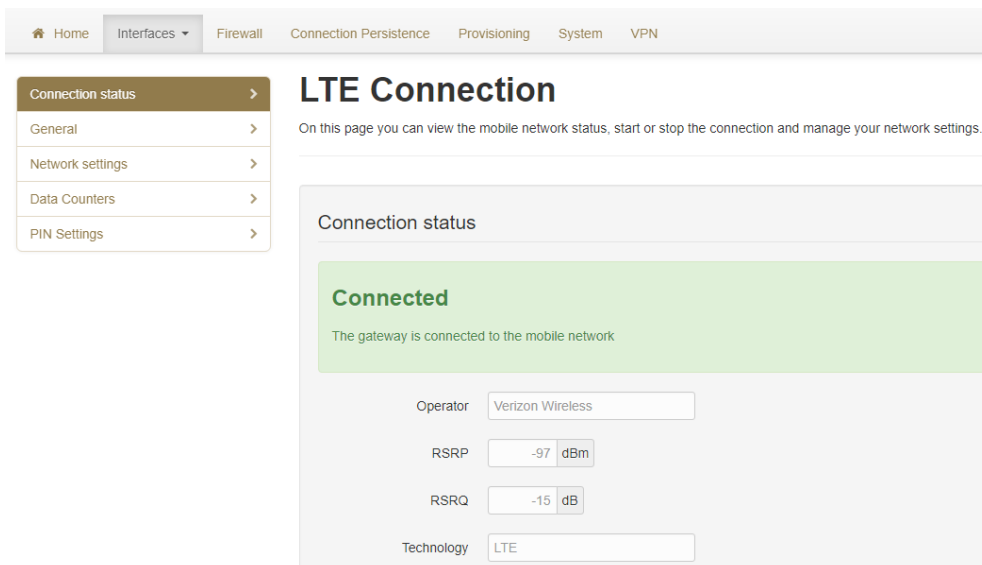 Home Interfaces Firewall Connection Persistence Provisioning System VPN
Connection status
General
Network settings
Data Counters
PIN Settings
LTE Connection
On this page you can view the mobile network status, start or stop the connection and manage your network settings.
Connection status
Connected
The gateway is connected to the mobile network
Operator Verizon Wireless
RSRP -97 dBm
RSRQ -15 dB
Technology LTE